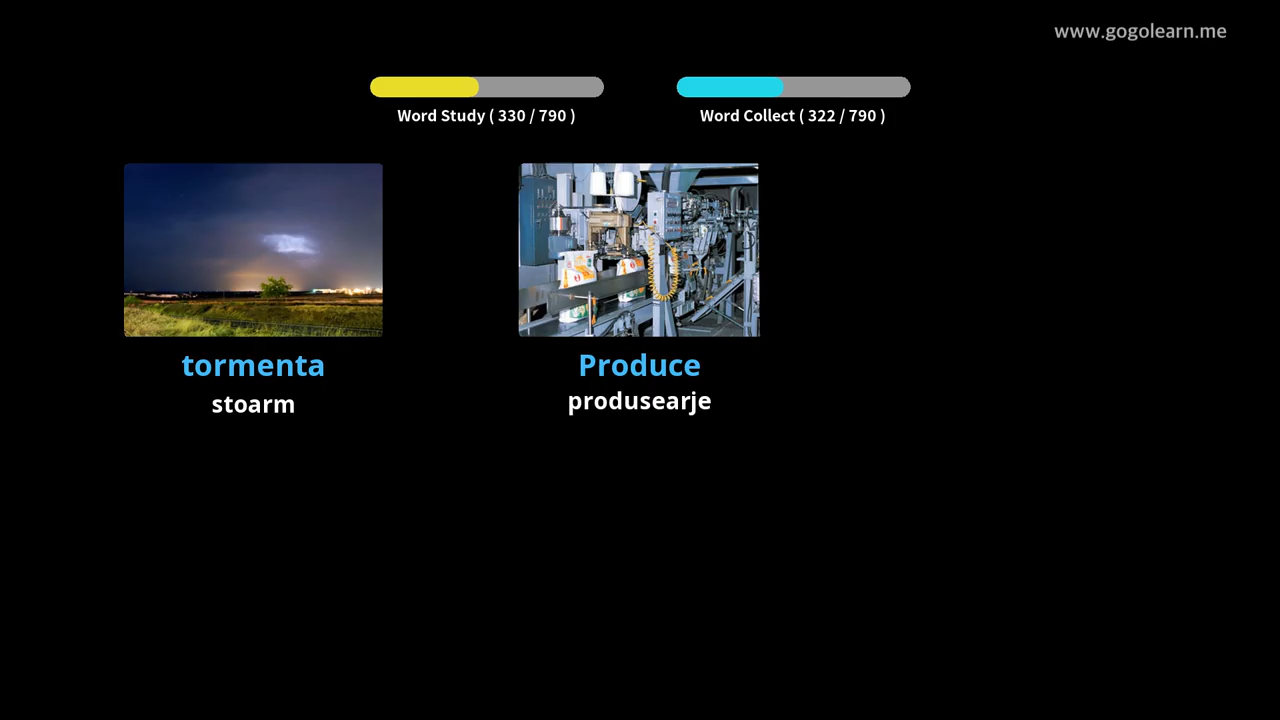 www.gogolearn.me
Word Study ( 330 / 790 )
Word Collect ( 322 / 790 )
tormenta
stoarm
Produce
produsearje